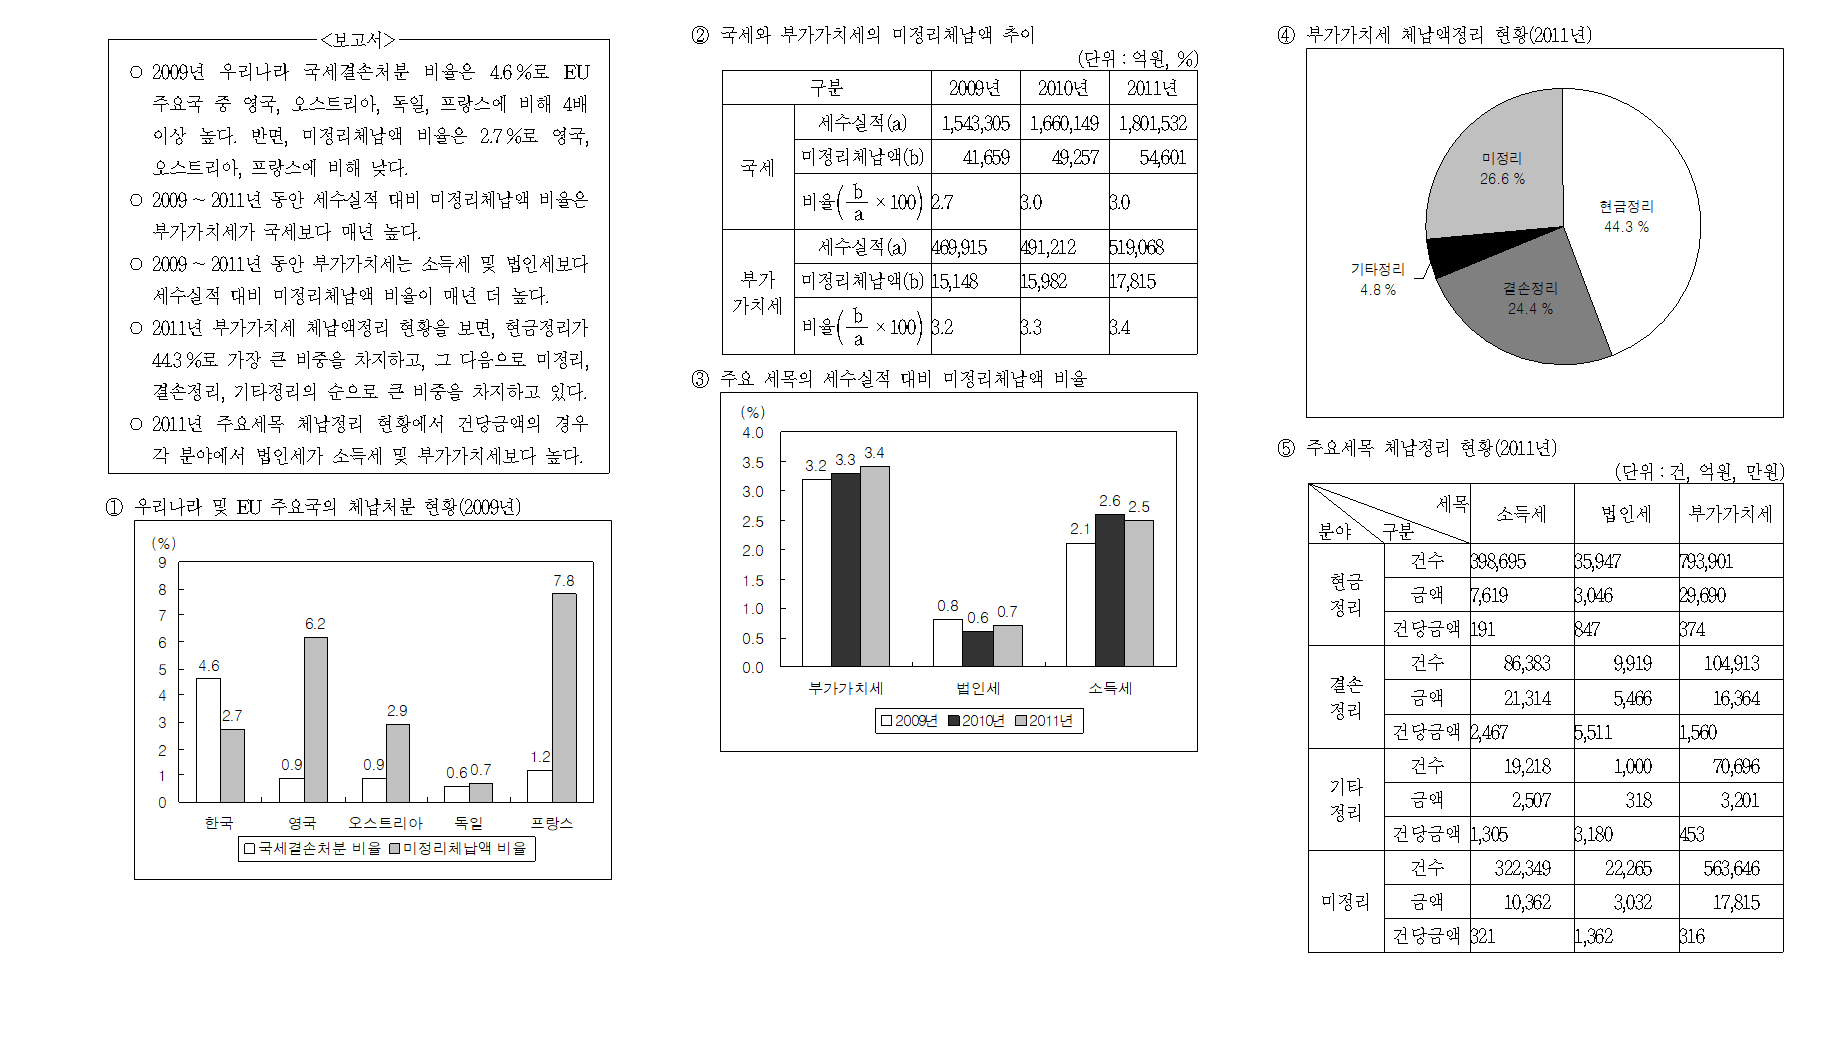 <보고서>
○ 2009년 우리나라 국세결손처분 비율은 4.6%로 EU
주요국 중 영국, 오스트리아, 독일, 프랑스에 비해 4배
이상 높다. 반면, 미정리체납액 비율은 2.7%로 영국,
오스트리아, 프랑스에 비해 낮다.
○ 2009 ~ 2011년 동안 세수실적 대비 미정리체납액 비율은
부가가치세가 국세보다 매년 높다.
○ 2009 ~ 2011년 동안 부가가치세는 소득세 및 법인세보다
세수실적 대비 미정리체납액 비율이 매년 더 높다.
○ 2011년 부가가치세 체납액정리 현황을 보면, 현금정리가
44.3%로 가장 큰 비중을 차지하고, 그 다음으로 미정리,
결손정리, 기타정리의 순으로 큰 비중을 차지하고 있다.
○ 2011년 주요세목 체납정리 현황에서 건당금액의 경우
각 분야에서 법인세가 소득세 및 부가가치세보다 높다.
① 우리나라 및 EU 주요국의 체납처분 현황(2009년)
(%)
9
8
7
6
5
4
3
2
1
0
4.6 2.7 0.9 6.2 0.9 2.9 0.6 0.7 1.2 7.8
한국 영국 오스트리아 독일 프랑스
국세결손처분 비율 미정리체납액 비율
② 국세와 부가가치세의 미정리체납액 추이
(단위 : 억원, %)
구분 2009년 2010년 2011년
국세
세수실적(a) 1,543,305 1,660,149 1,801,532
미정리체납액(b) 41,659 49,257 54,601
비율(b/a × 100) 2.7 3.0 3.0
부가
가치세
세수실적(a) 469,915 491,212 519,068
미정리체납액(b) 15,148 15,982 17,815
비율(b/a × 100) 3.2 3.3 3.4
③ 주요 세목의 세수실적 대비 미정리체납액 비율
(%)
4.0
3.5
3.0
2.5
2.0
1.5
1.0
0.5
0.0
3.2 3.3 3.4 0.8 0.6 0.7 2.1 2.6 2.5
부가가치세 법인세 소득세
2009년 2010년 2011년
④ 부가가치세 체납액정리 현황(2011년)
미정리
26.6 %
현금정리
44.3 %
기타정리
4.8 %
결손정리
24.4 %
⑤ 주요세목 체납정리 현황(2011년)
(단위 : 건, 억원, 만원)
세목
분야 구분 소득세 법인세 부가가치세
현금
정리
건수 398,695 35,947 793,901
금액 7,619 3,046 29,690
건당금액 191 847 374
결손
정리
건수 86,383 9,919 104,913
금액 21,314 5,466 16,364
건당금액 2,467 5,511 1,560
기타
정리
건수 19,218 1,000 70,696
금액 2,507 318 3,201
건당금액 1,305 3,180 453
미정리
건수 322,349 22,265 563,646
금액 10,362 3,032 17,815
건당금액 321 1,362 316